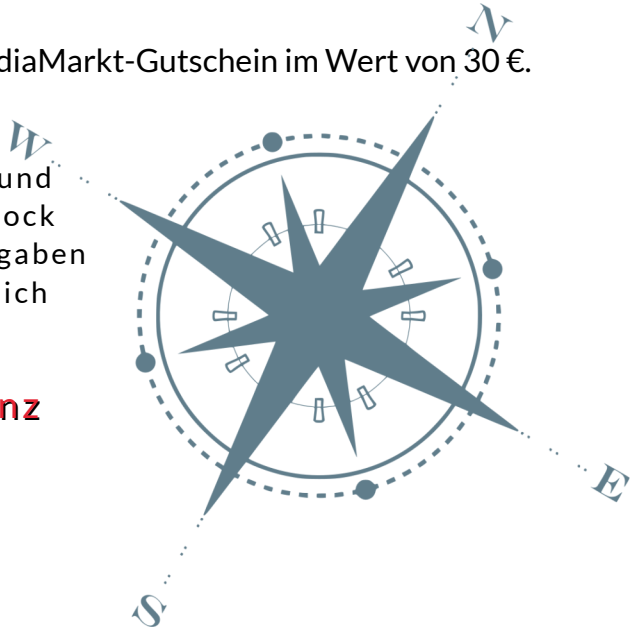 N
diaMarkt-Gutschein im Wert von 30 €.
W
und
ock
gaben
ich
nz
E
S